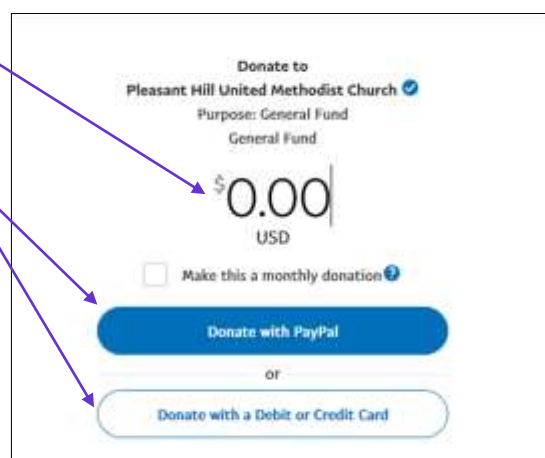 Donate to
Pleasant Hill United Methodist Church
Purpose: General Fund
General Fund
$0.00
USD
Make this a monthly donation ?
Donate with PayPal
or
Donate with a Debit or Credit Card